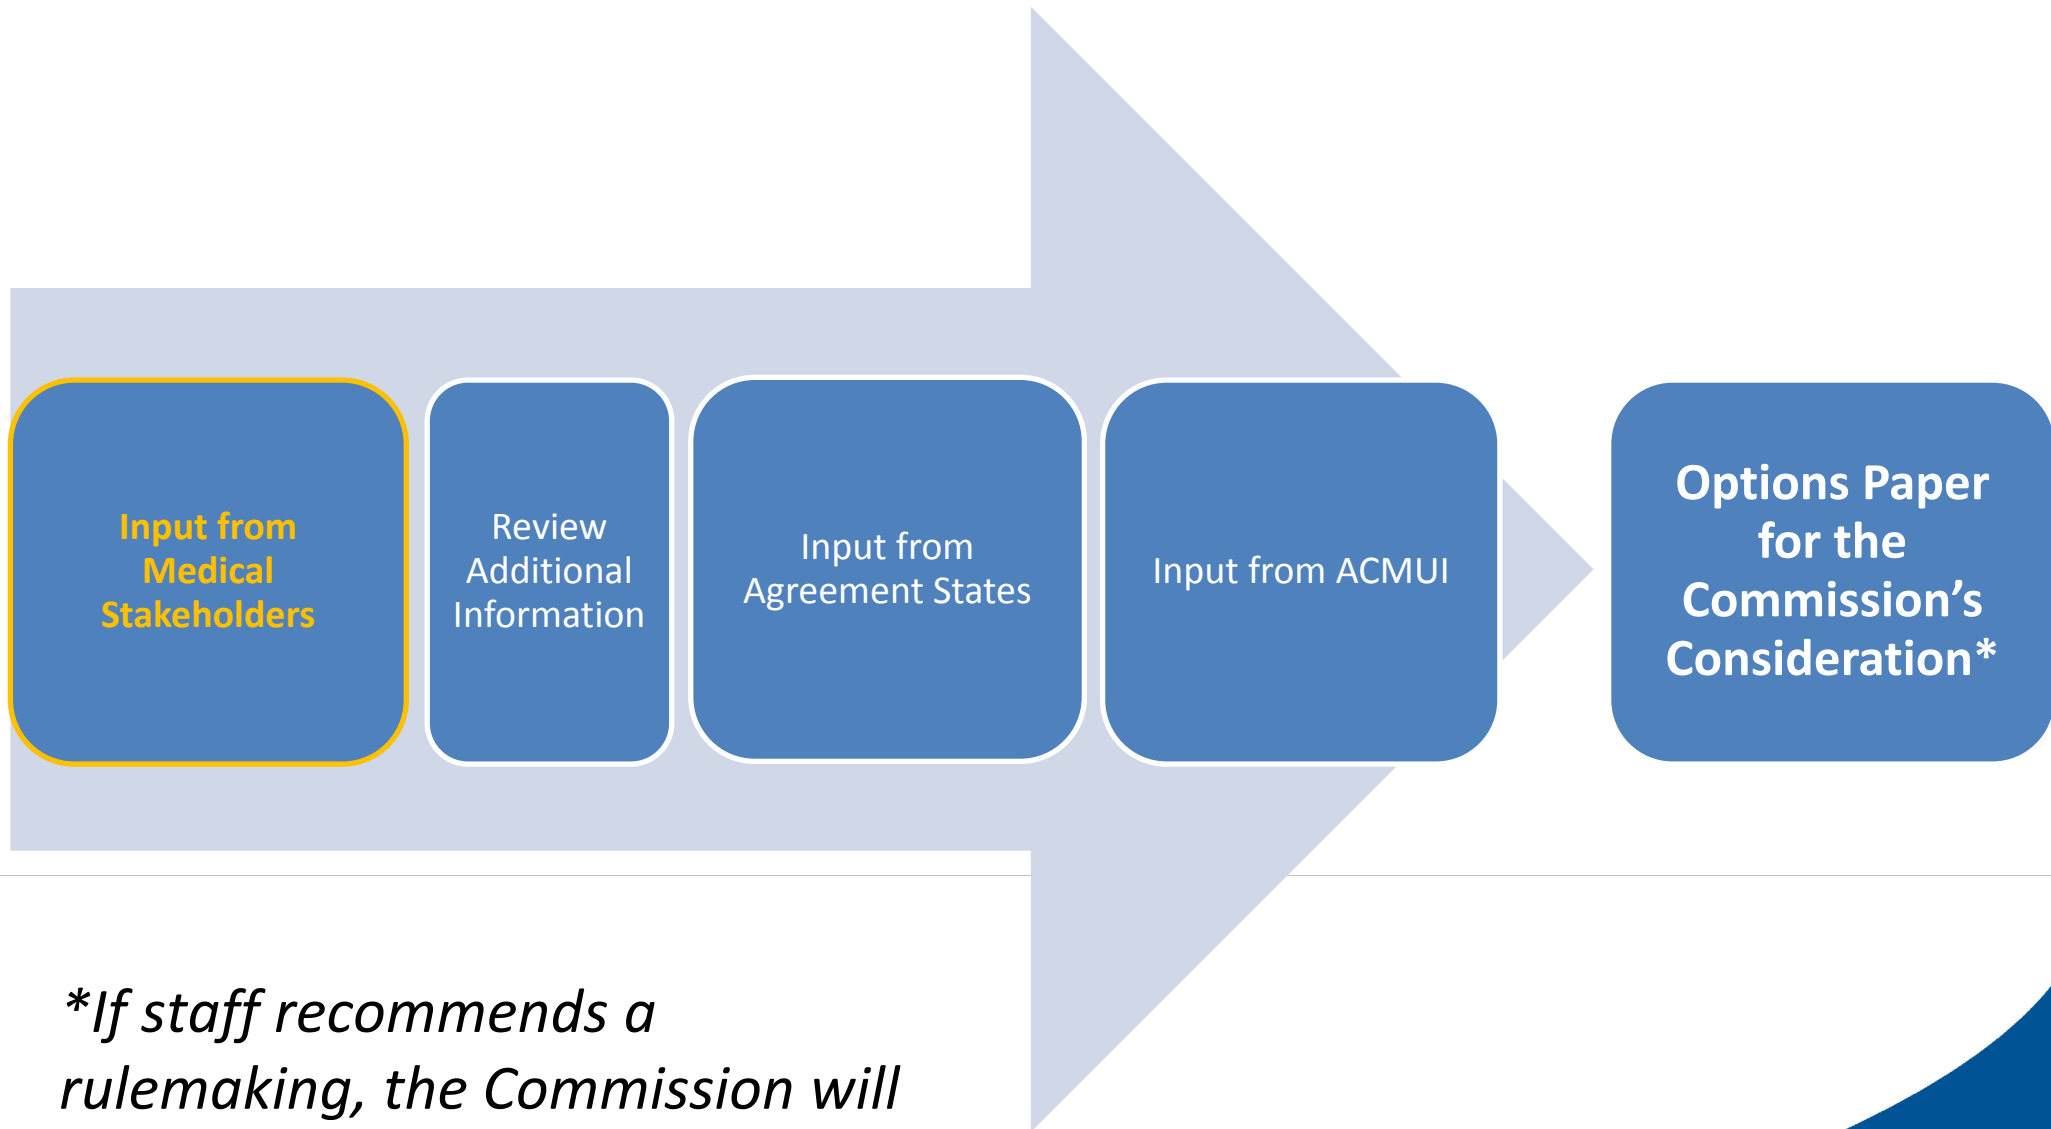 Input from
Medical
Stakeholders
Review
Additional
Information
Input from
Agreement States
Input from ACMUI
Options Paper
for the
Commission’s
Consideration*
*If staff recommends a
rulemaking, the Commission will